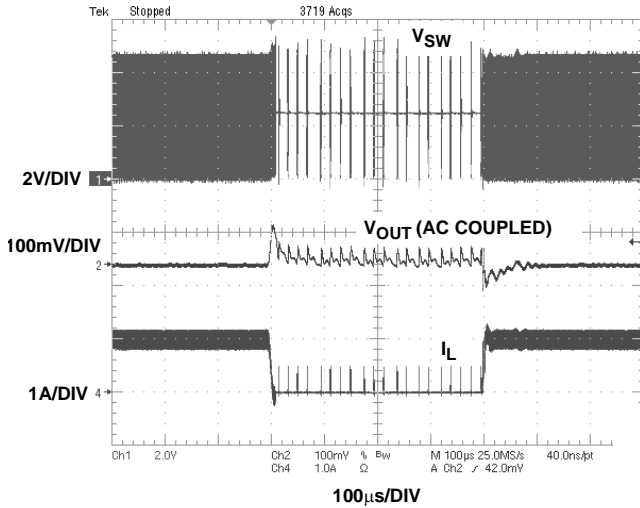 Tek Stopped 3719 Acqs
VSW
2V/DIV 1
VOUT (AC COUPLED)
100mV/DIV 2
IL
1A/DIV 4
Ch1 2.0V Ch2 100mV % BW M 100µs 25.0MS/s 40.0ns/pt
Ch4 1.0A Ω A Ch2 ∕ 42.0mV
100µs/DIV